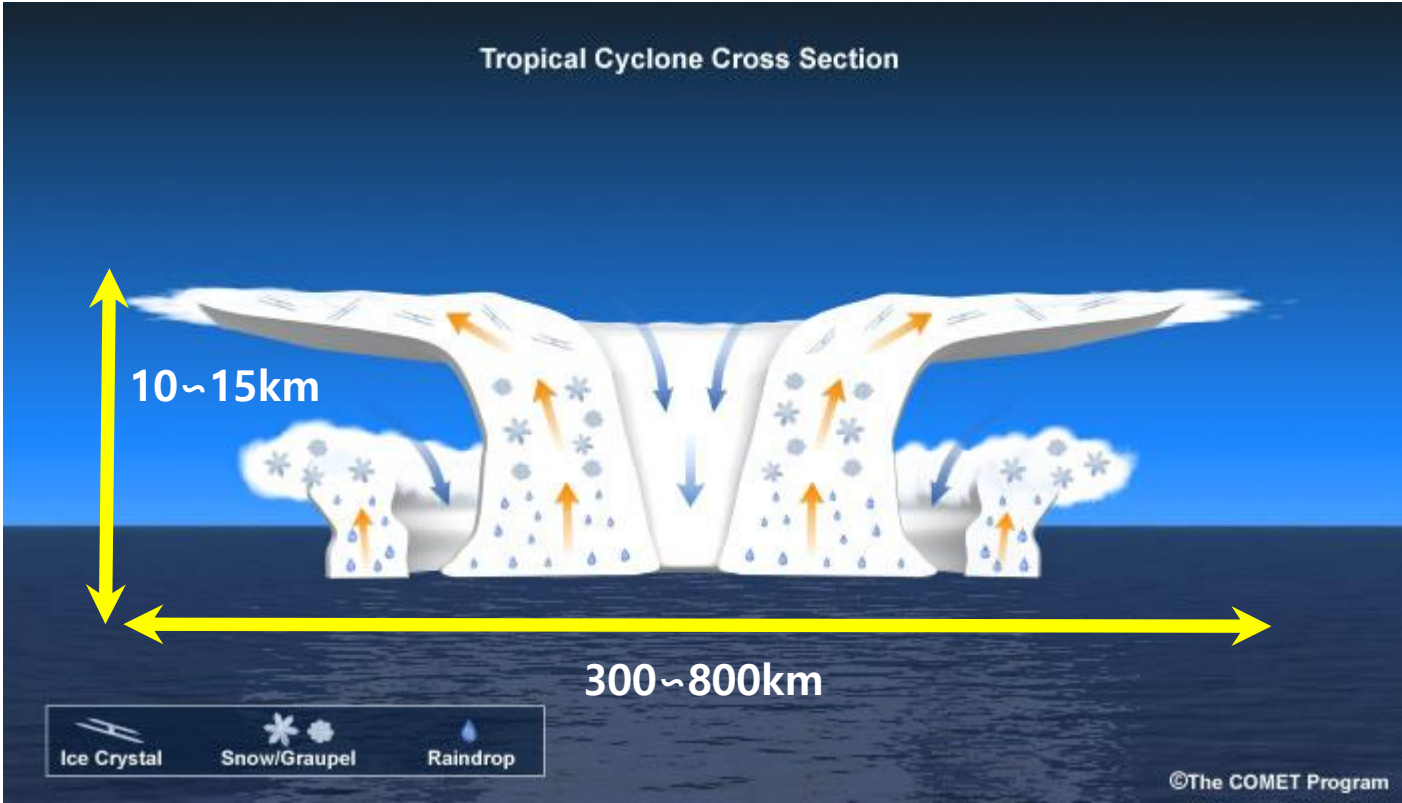 Tropical Cyclone Cross Section
10~15km
300~800km
Ice Crystal
Snow/Graupel
Raindrop
©The COMET Program